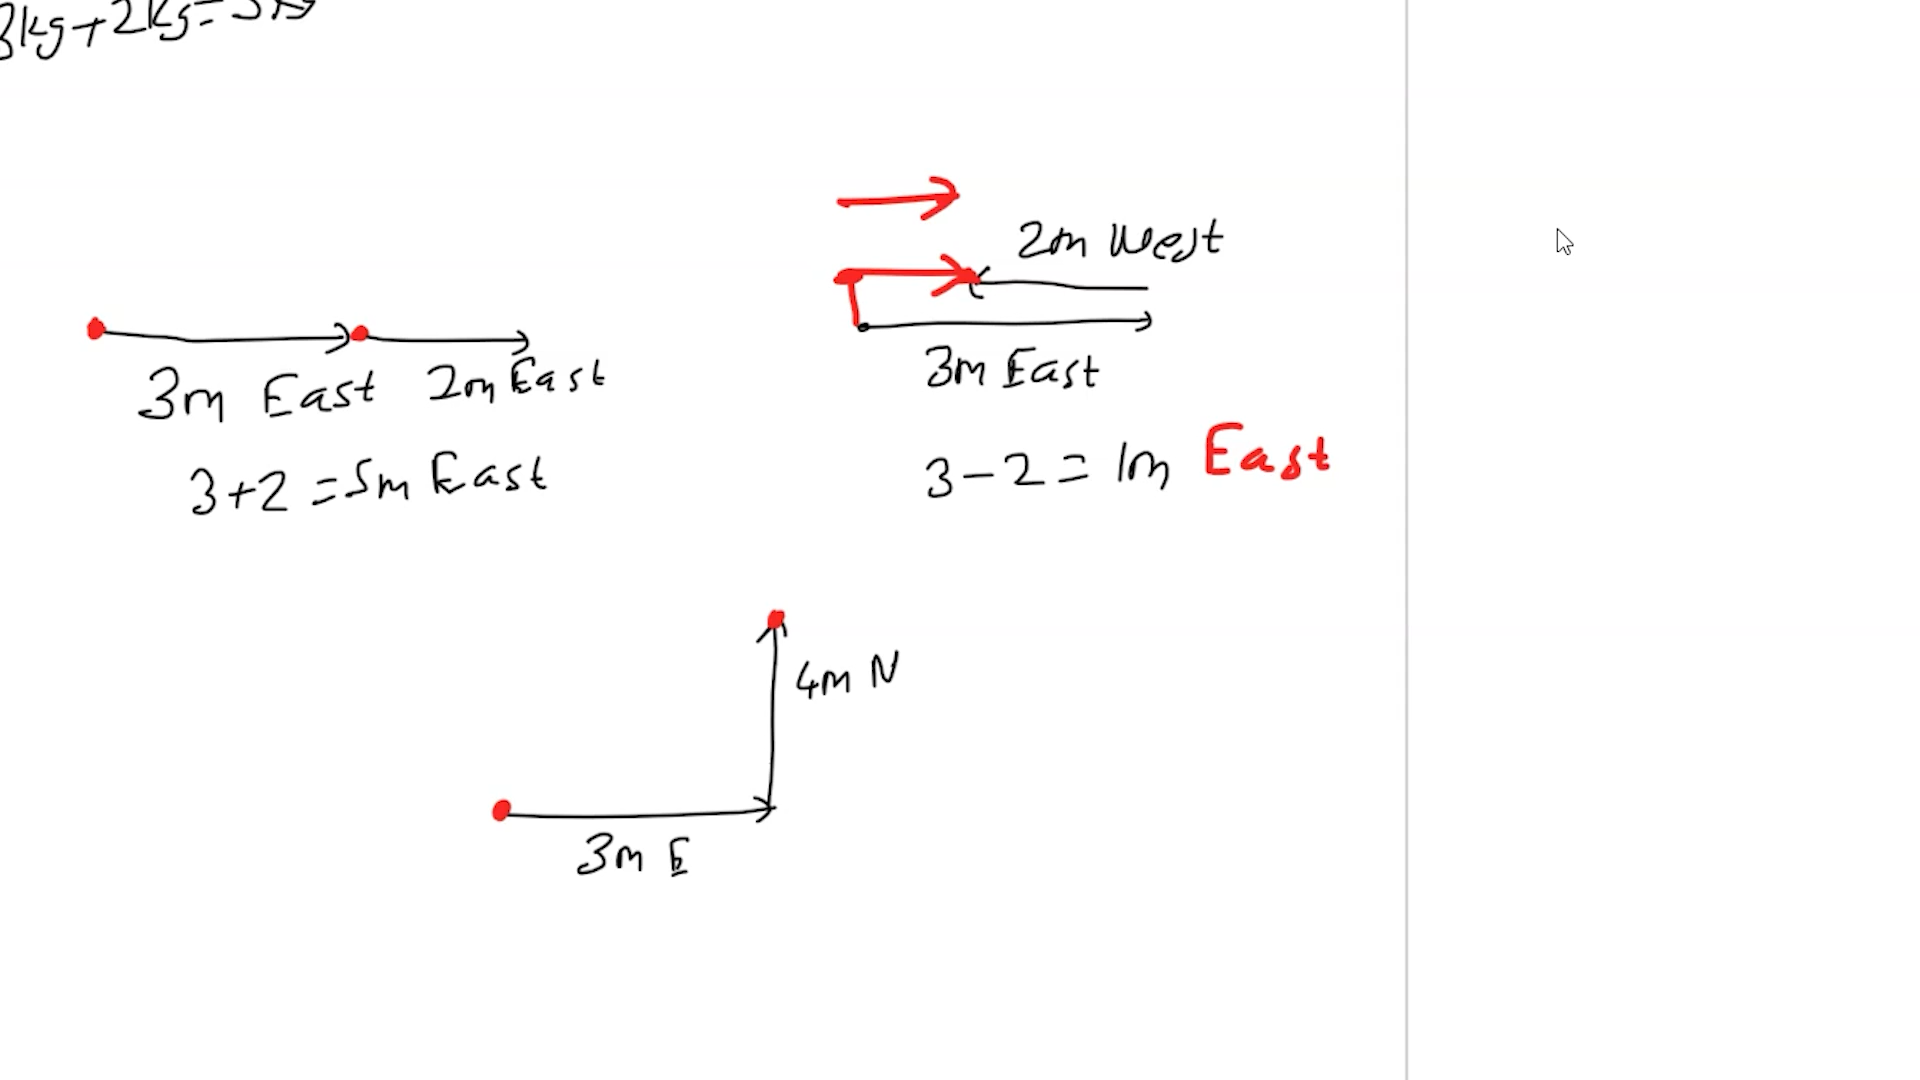 3kg+2kg=5kg
3m East 2m East
3+2 =5m East
2m West
3m East
3-2= 1m East
4m N
3m E